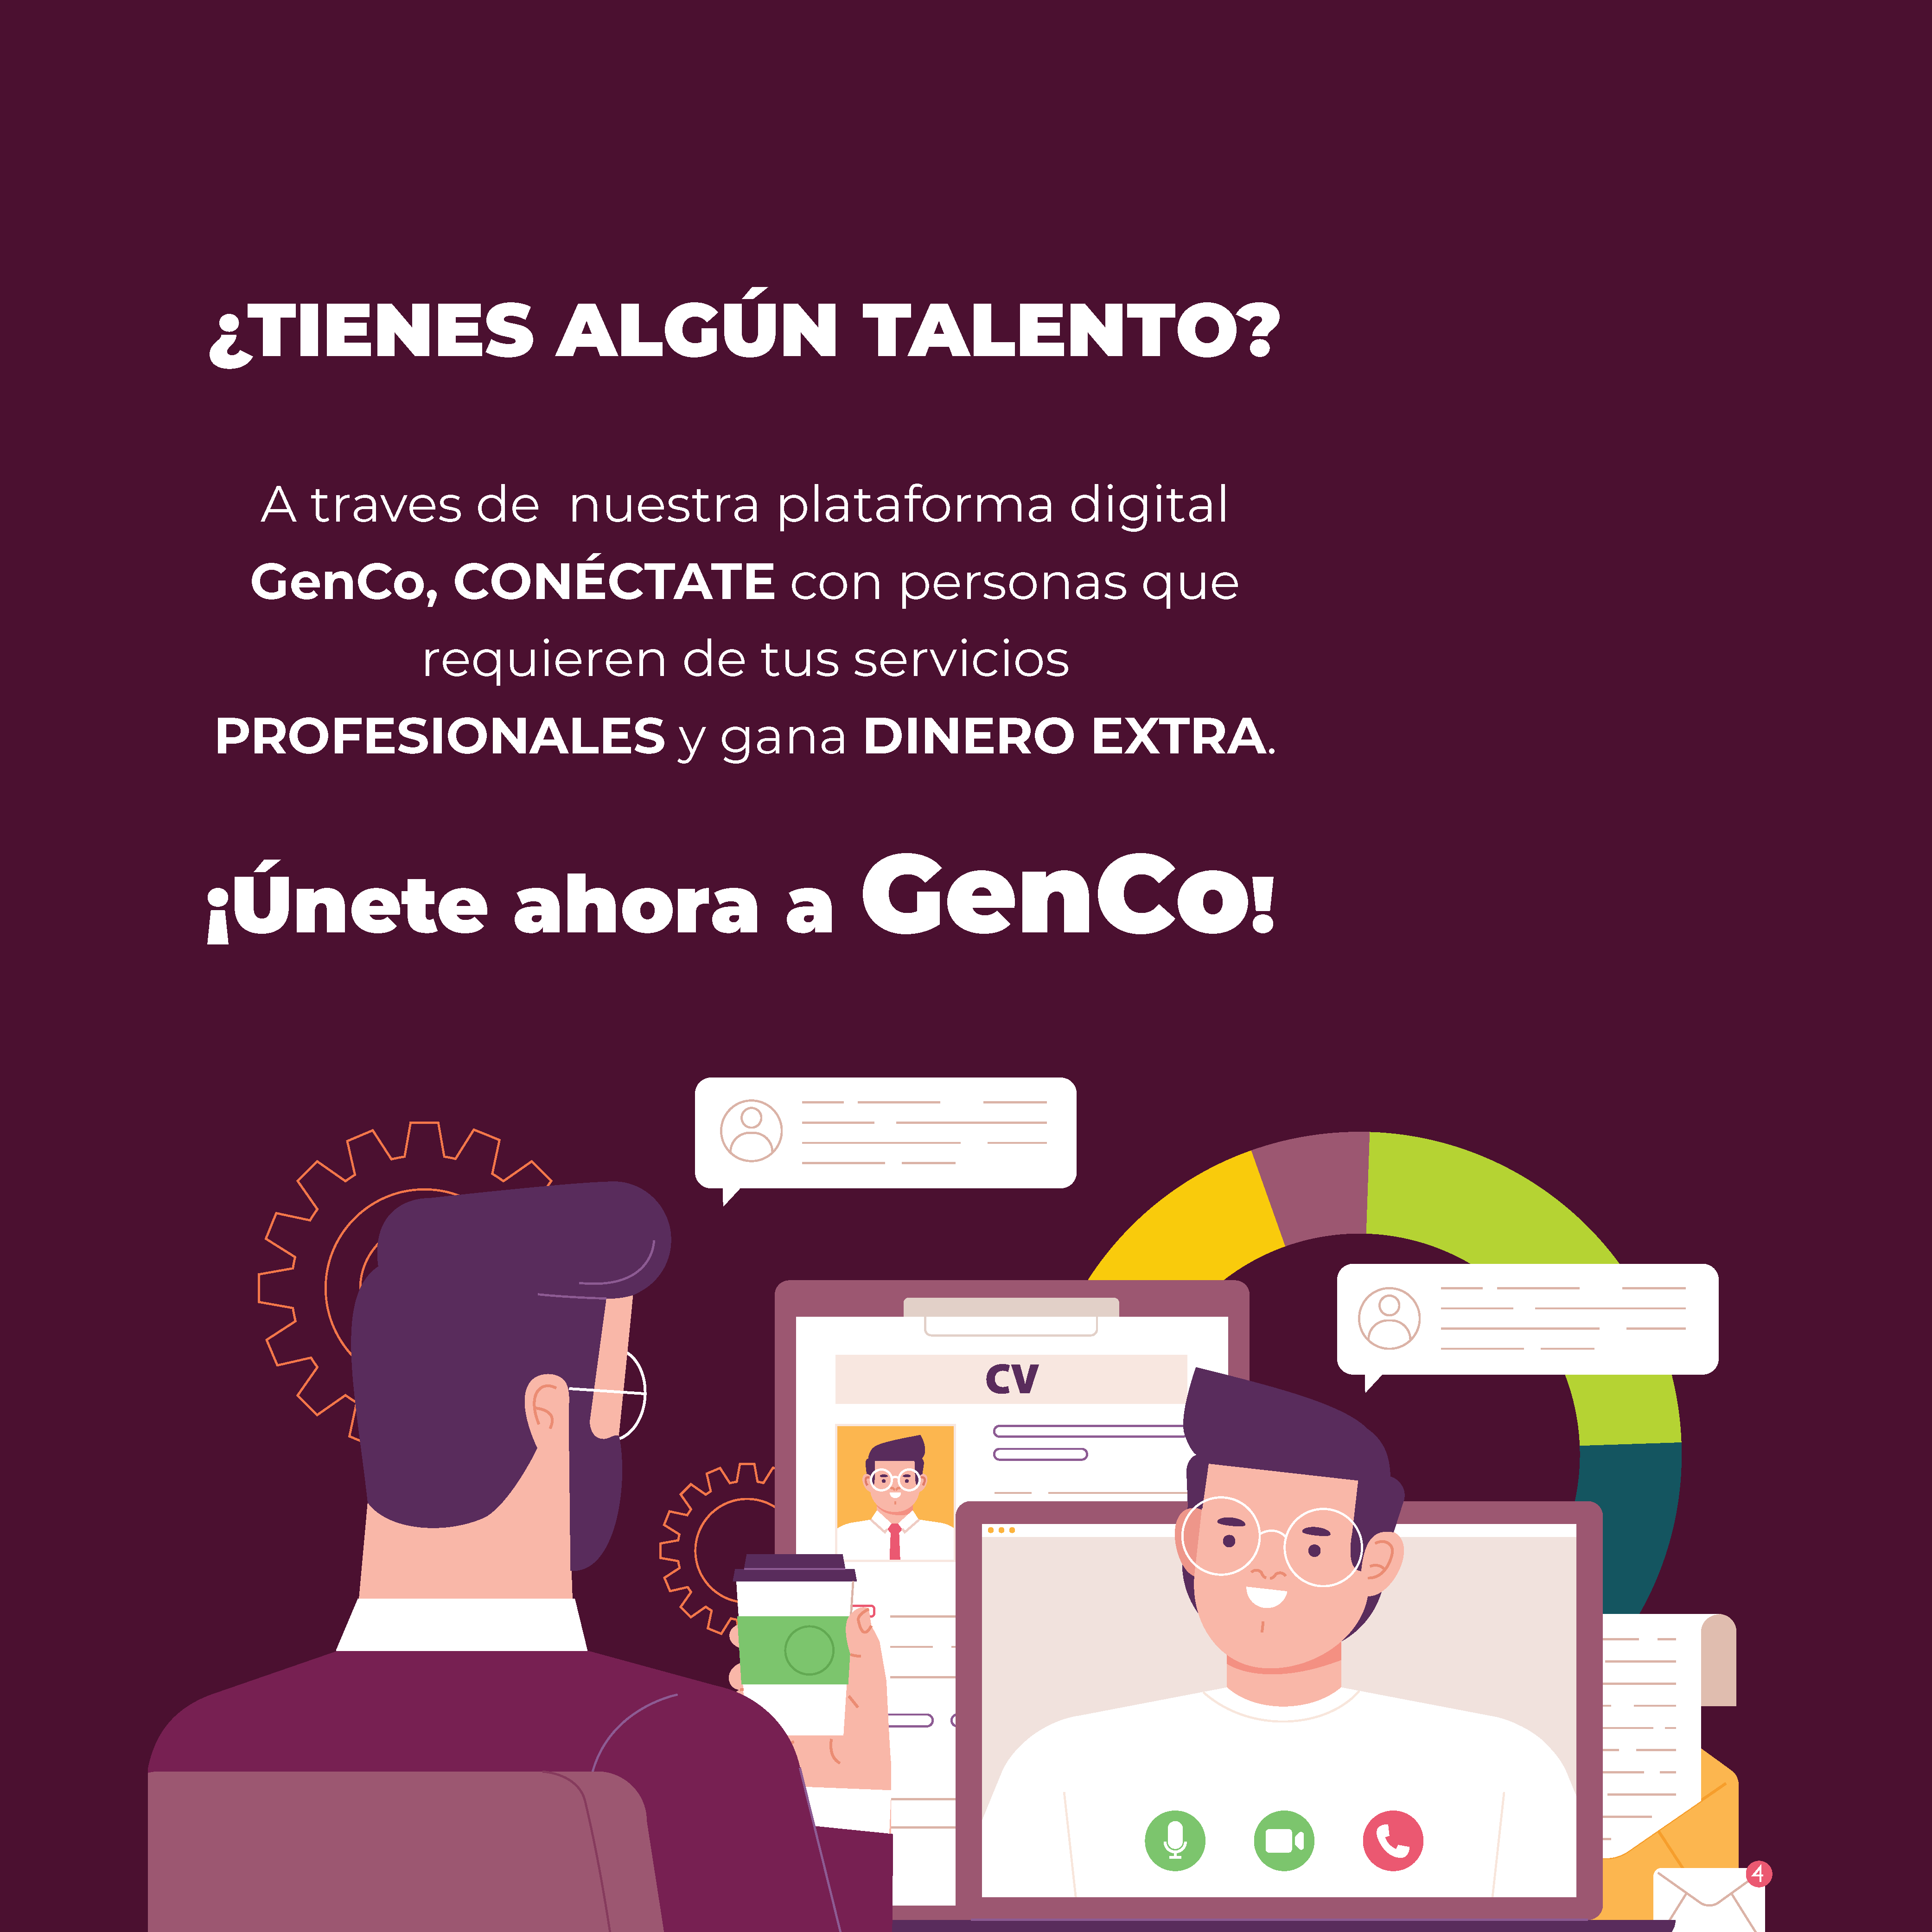 ¿TIENES ALGÚN TALENTO?
A traves de nuestra plataforma digital
GenCo, CONÉCTATE con personas que
requieren de tus servicios
PROFESIONALES y gana DINERO EXTRA.
¡Únete ahora a GenCo!
CV
4